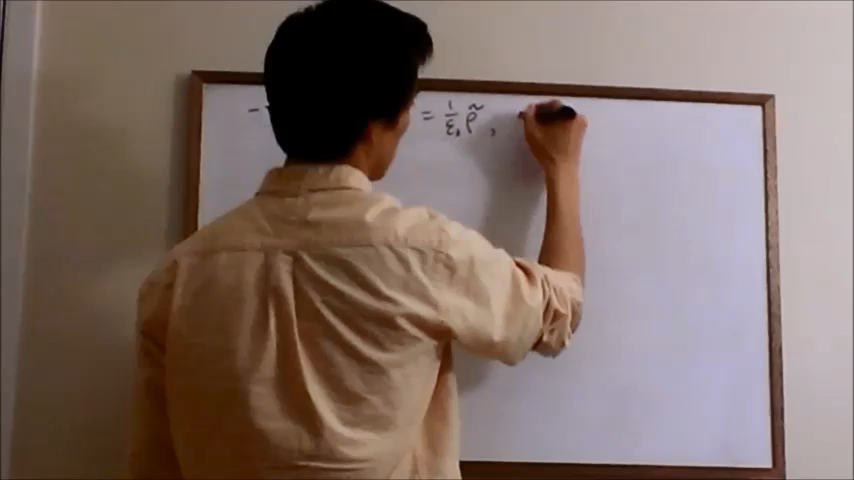 - = 1/ε₀ ρ̃ ,